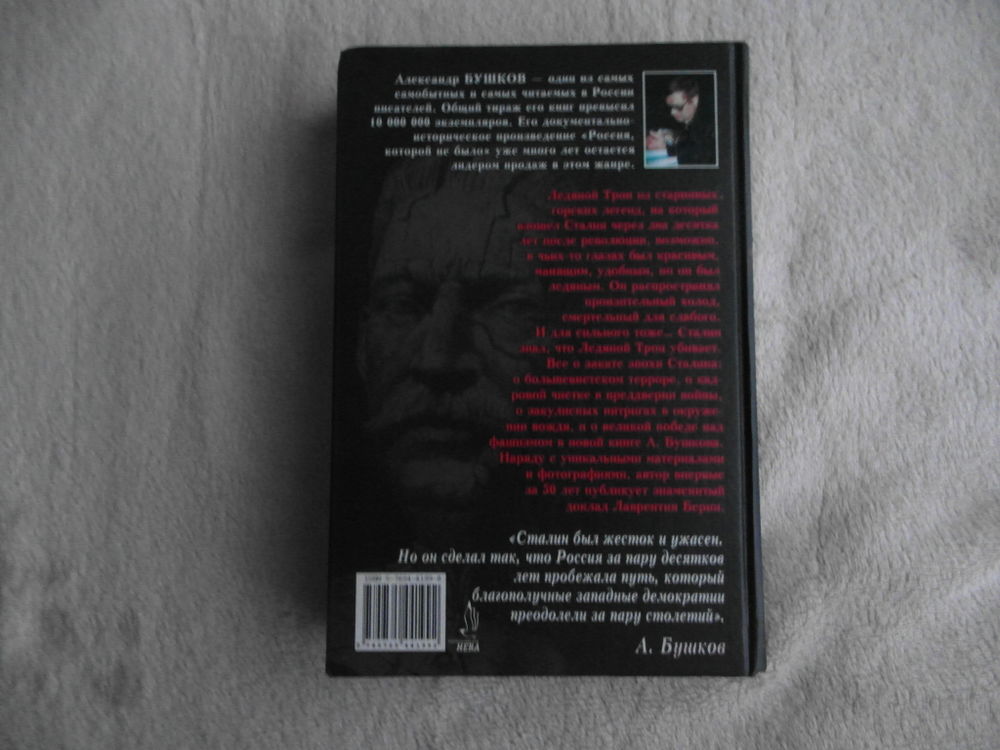 Александр БУШКОВ — один из самых
самобытных и самых читаемых в России
писателей. Общий тираж его книг превысил
10 000 000 экземпляров. Его документально-
историческое произведение «Россия,
которой не было» уже много лет остается
лидером продаж в этом жанре.
Ледяной Трон из старинных
горских легенд, на который
взошел Сталин через два десятка
лет после революции, возможно,
в чьих-то глазах был красивым,
манящим, удобным, но он был
ледяным. Он распространял
пронзительный холод,
смертельный для слабого.
И для сильного тоже... Сталин
знал, что Ледяной Трон убивает.
Все о закате эпохи Сталина:
о большевистском терроре, о кад-
ровой чистке в преддверии войны,
о закулисных интригах в окруже-
нии вождя, и о великой победе над
фашизмом в новой книге А. Бушкова.
Наряду с уникальными материалами
и фотографиями, автор впервые
за 50 лет публикует знаменитый
доклад Лаврентия Берии.
«Сталин был жесток и ужасен.
Но он сделал так, что Россия за пару десятков
лет пробежала путь, который
благополучные западные демократии
преодолели за пару столетий».
А. Бушков
НЕВА